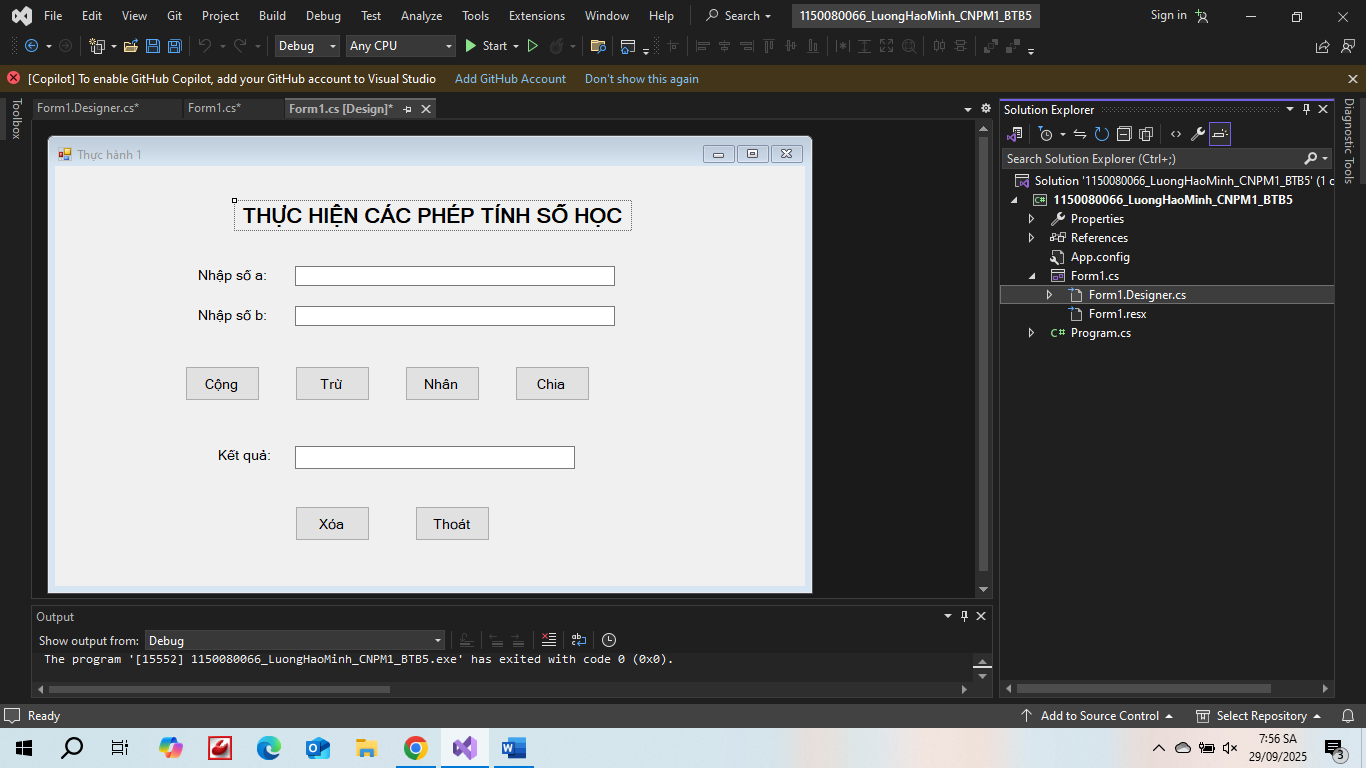 File Edit View Git Project Build Debug Test Analyze Tools Extensions Window Help Search 1150080066_LuongHaoMinh_CNPM1_BTB5 Sign in
Debug Any CPU Start
[Copilot] To enable GitHub Copilot, add your GitHub account to Visual Studio Add GitHub Account Don't show this again
Toolbox
Form1.Designer.cs* Form1.cs* Form1.cs [Design]*
Thực hành 1
THỰC HIỆN CÁC PHÉP TÍNH SỐ HỌC
Nhập số a:
Nhập số b:
Cộng Trừ Nhân Chia
Kết quả:
Xóa Thoát
Output
Show output from: Debug
The program '[15552] 1150080066_LuongHaoMinh_CNPM1_BTB5.exe' has exited with code 0 (0x0).
Solution Explorer
Search Solution Explorer (Ctrl+;)
Solution '1150080066_LuongHaoMinh_CNPM1_BTB5' (1 c
C# 1150080066_LuongHaoMinh_CNPM1_BTB5
Properties
References
App.config
Form1.cs
Form1.Designer.cs
Form1.resx
C# Program.cs
Diagnostic Tools
Ready Add to Source Control Select Repository
7:56 SA
29/09/2025
3